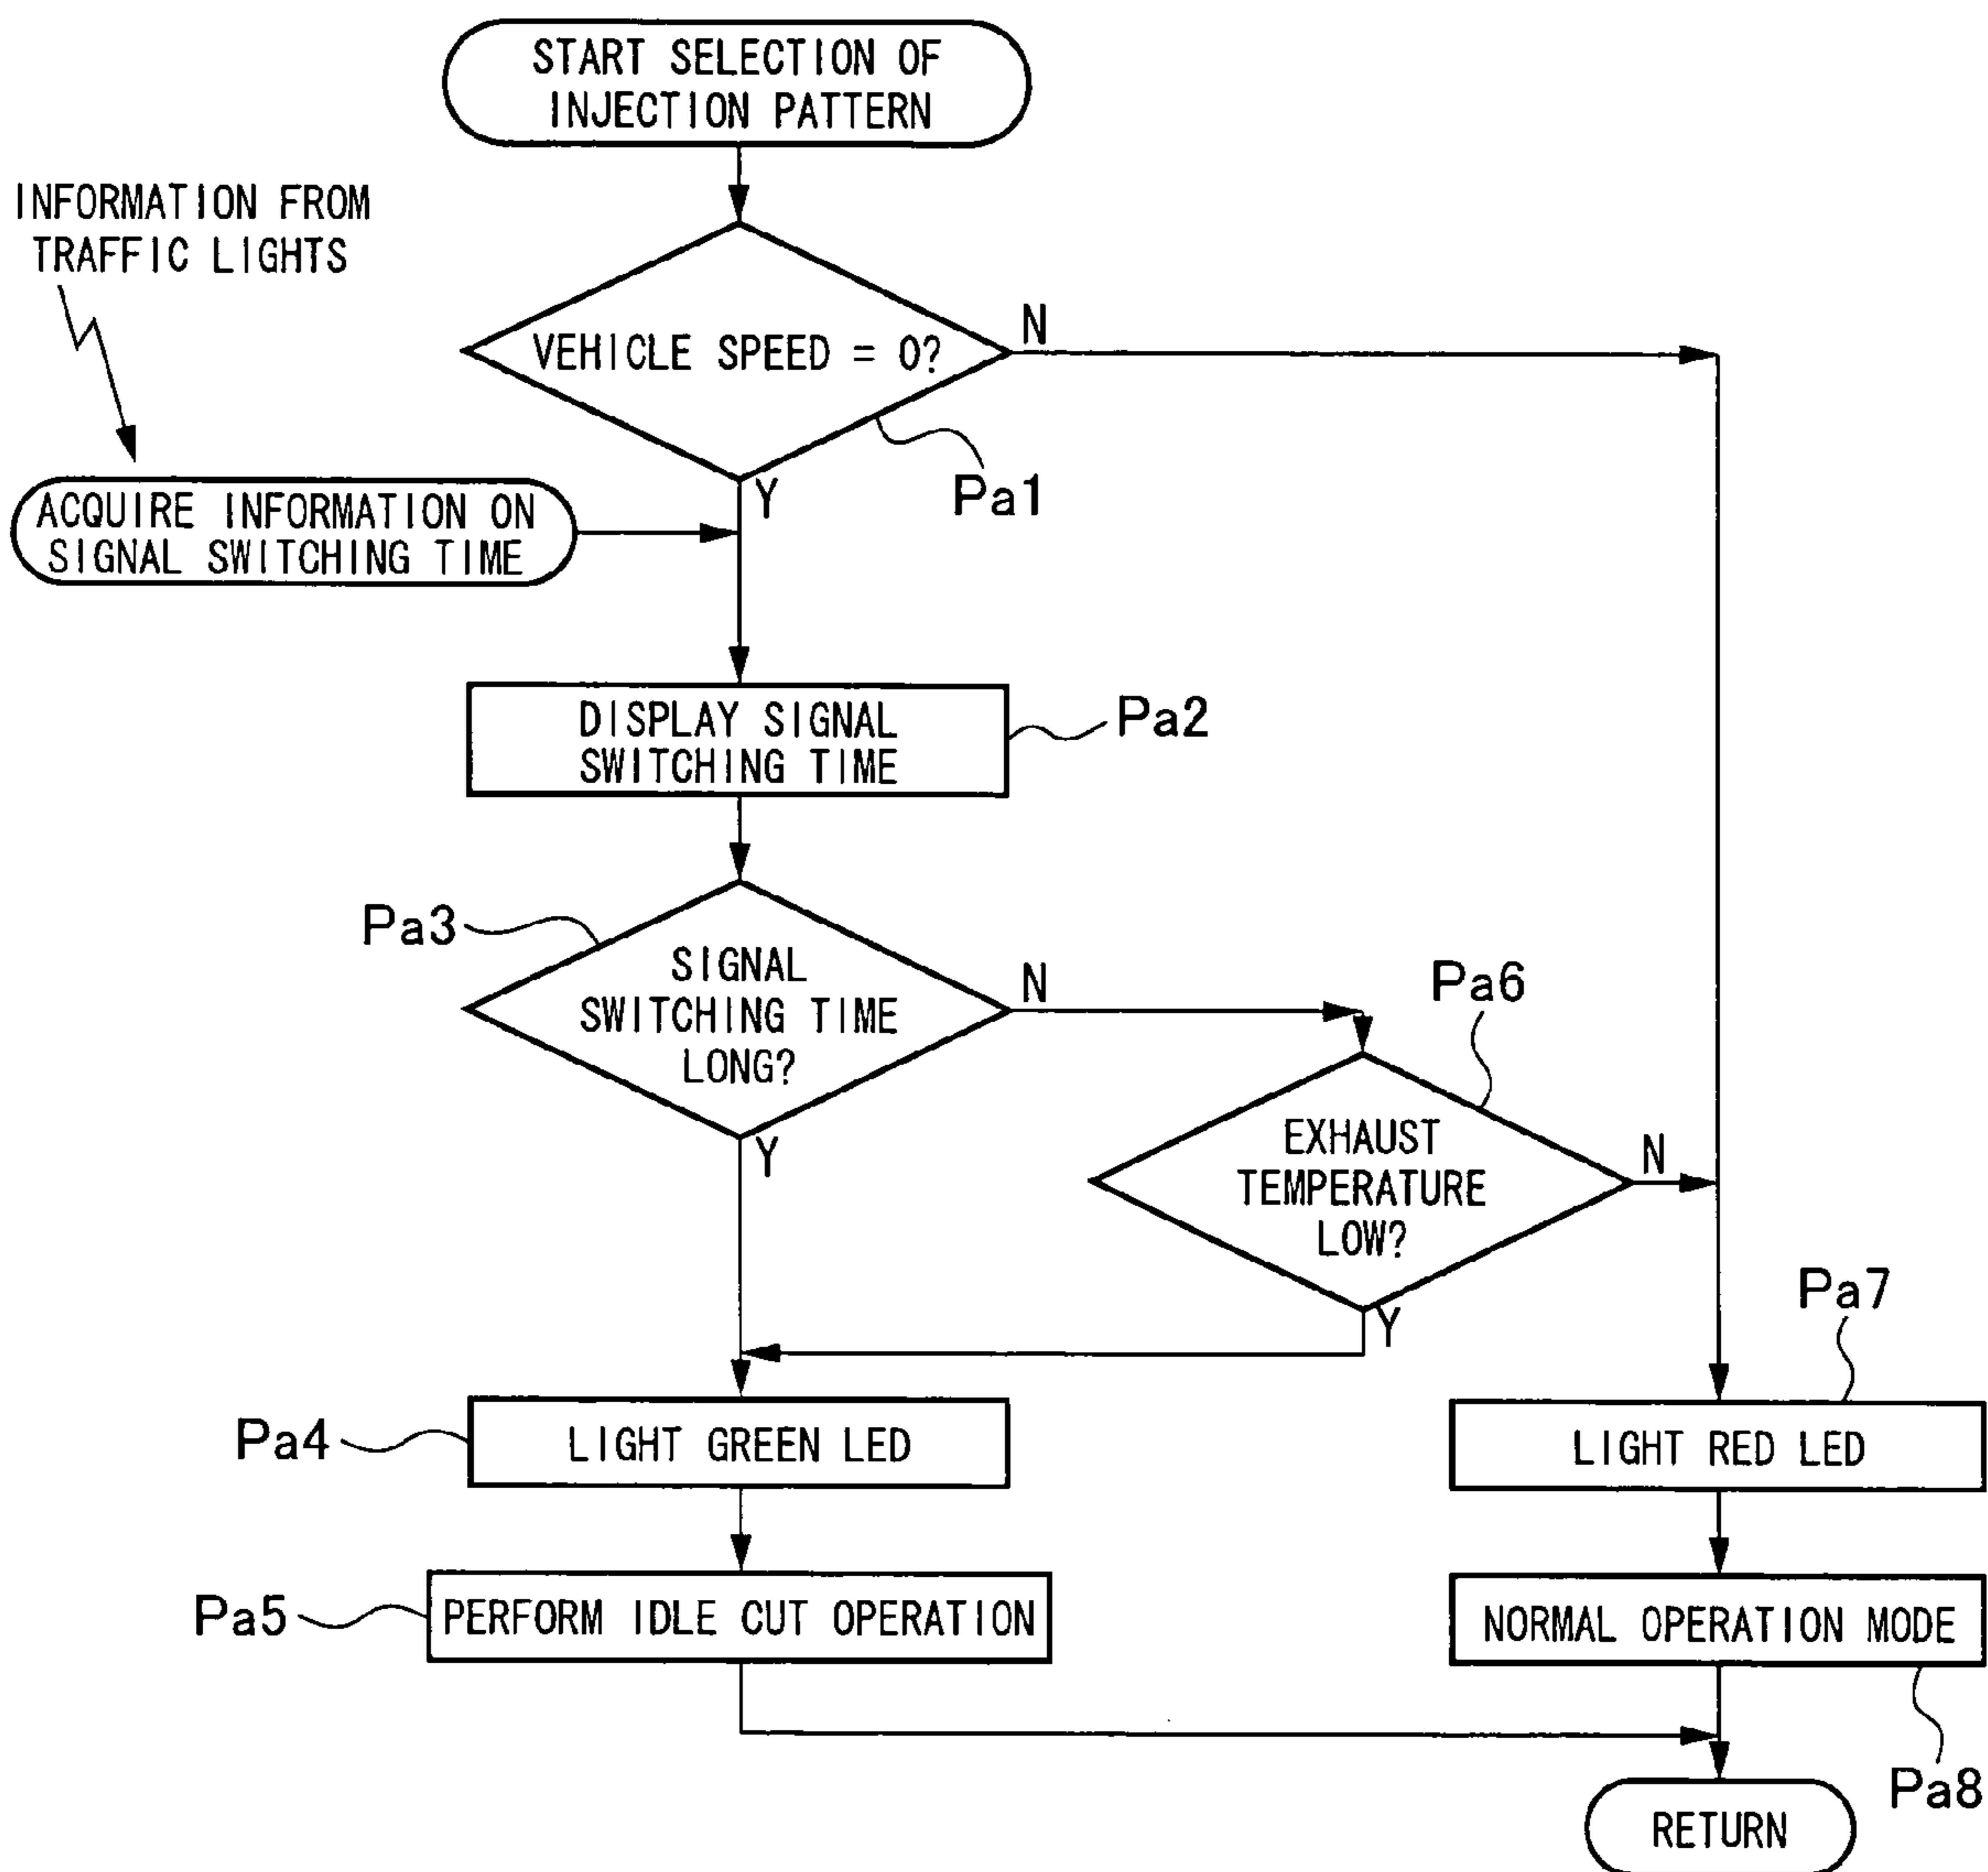 START SELECTION OF
INJECTION PATTERN
INFORMATION FROM
TRAFFIC LIGHTS
VEHICLE SPEED = 0?
N
Pa1
Y
ACQUIRE INFORMATION ON
SIGNAL SWITCHING TIME
DISPLAY SIGNAL
SWITCHING TIME
Pa2
Pa3
SIGNAL
SWITCHING TIME
LONG?
N
Y
Pa6
EXHAUST
TEMPERATURE
LOW?
N
Y
Pa7
Pa4
LIGHT GREEN LED
LIGHT RED LED
Pa5
PERFORM IDLE CUT OPERATION
NORMAL OPERATION MODE
Pa8
RETURN